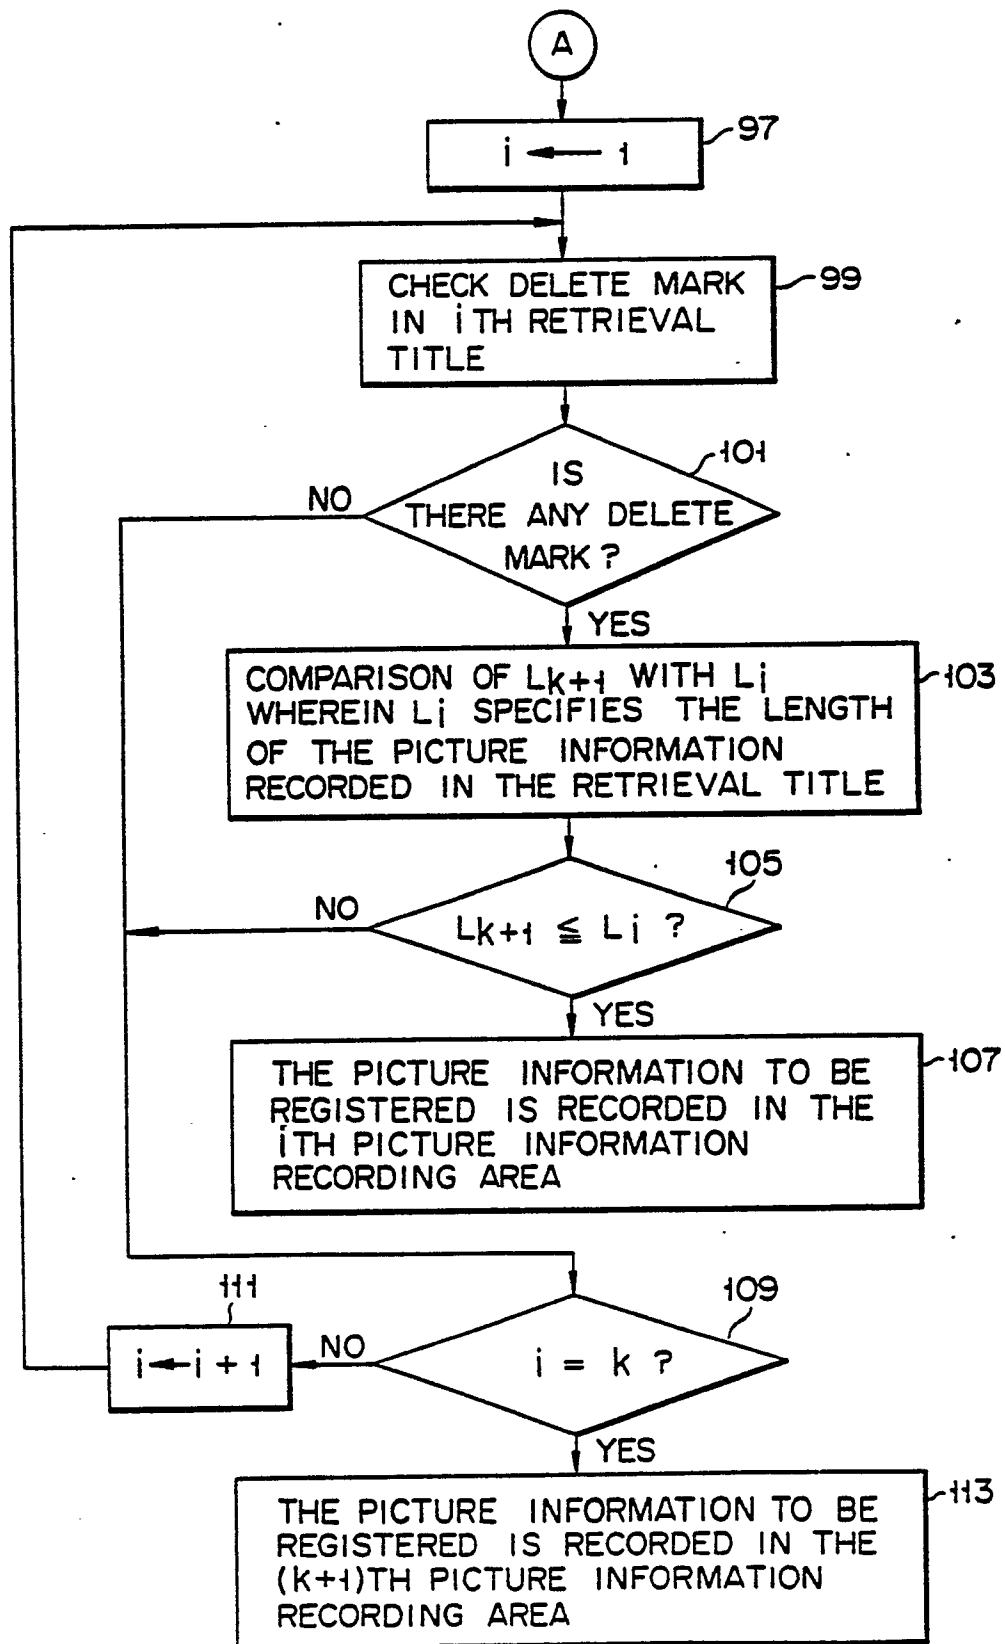 A
i ← 1
97
CHECK DELETE MARK
IN iTH RETRIEVAL
TITLE
99
IS
THERE ANY DELETE
MARK?
101
NO
YES
COMPARISON OF Lk+1 WITH Li
WHEREIN Li SPECIFIES THE LENGTH
OF THE PICTURE INFORMATION
RECORDED IN THE RETRIEVAL TITLE
103
Lk+1 ≦ Li ?
105
NO
YES
THE PICTURE INFORMATION TO BE
REGISTERED IS RECORDED IN THE
iTH PICTURE INFORMATION
RECORDING AREA
107
i = k ?
109
NO
111
i←i+1
YES
THE PICTURE INFORMATION TO BE
REGISTERED IS RECORDED IN THE
(k+1)TH PICTURE INFORMATION
RECORDING AREA
113